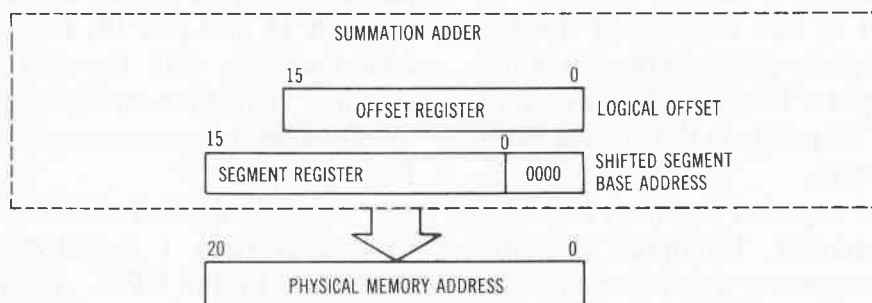 SUMMATION ADDER
15 0
OFFSET REGISTER LOGICAL OFFSET
15 0
SEGMENT REGISTER 0000 SHIFTED SEGMENT
BASE ADDRESS
20 0
PHYSICAL MEMORY ADDRESS